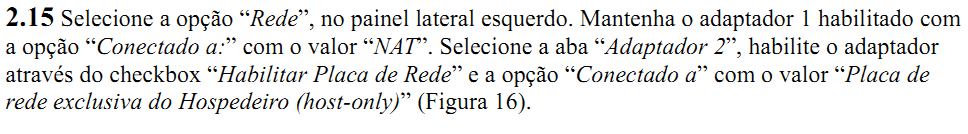 2.15 Selecione a opção “Rede”, no painel lateral esquerdo. Mantenha o adaptador 1 habilitado com
a opção “Conectado a:” com o valor “NAT”. Selecione a aba “Adaptador 2”, habilite o adaptador
através do checkbox “Habilitar Placa de Rede” e a opção “Conectado a” com o valor “Placa de
rede exclusiva do Hospedeiro (host-only)” (Figura 16).